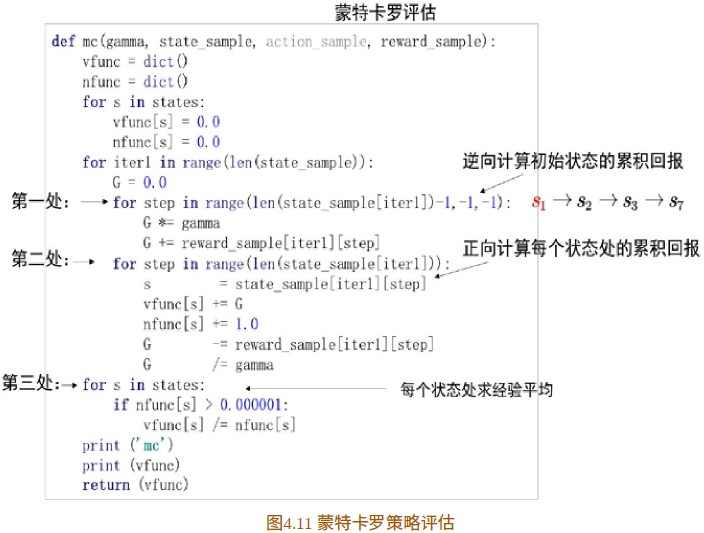 蒙特卡罗评估
def mc(gamma, state_sample, action_sample, reward_sample):
vfunc = dict()
nfunc = dict()
for s in states:
vfunc[s] = 0.0
nfunc[s] = 0.0
for iter1 in range(len(state_sample)):
逆向计算初始状态的累积回报
G = 0.0
第一处: for step in range(len(state_sample[iter1])-1,-1,-1): s1 → s2 → s3 → s7
G *= gamma
G += reward_sample[iter1][step]
正向计算每个状态处的累积回报
第二处: for step in range(len(state_sample[iter1])):
s = state_sample[iter1][step]
vfunc[s] += G
nfunc[s] += 1.0
G -= reward_sample[iter1][step]
G /= gamma
第三处: for s in states:
每个状态处求经验平均
if nfunc[s] > 0.000001:
vfunc[s] /= nfunc[s]
print ('mc')
print (vfunc)
return (vfunc)
图4.11 蒙特卡罗策略评估